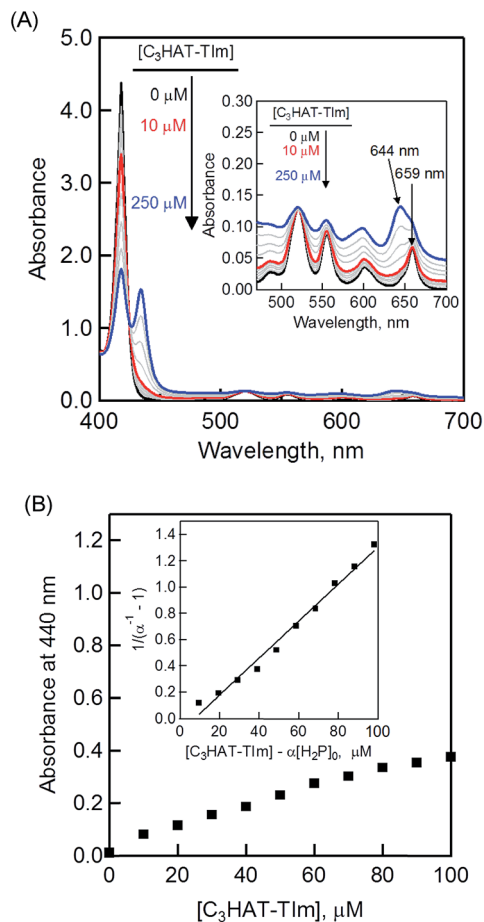 (A)
5.0
4.0
3.0
2.0
1.0
0.0
Absorbance
[C₃HAT-TIm]
0 μM
10 μM
250 μM
0.30
0.25
0.20
0.15
0.10
0.05
0.00
Absorbance
[C₃HAT-TIm]
0 μM
10 μM
250 μM
644 nm
659 nm
500 550 600 650 700
Wavelength, nm
400 500 600 700
Wavelength, nm
(B)
1.2
1.0
0.8
0.6
0.4
0.2
0.0
Absorbance at 440 nm
1.4
1.2
1.0
0.8
0.6
0.4
0.2
0.0
1/(α⁻¹ - 1)
0 20 40 60 80 100
[C₃HAT-TIm] - α[H₂P]₀, μM
0 20 40 60 80 100
[C₃HAT-TIm], μM